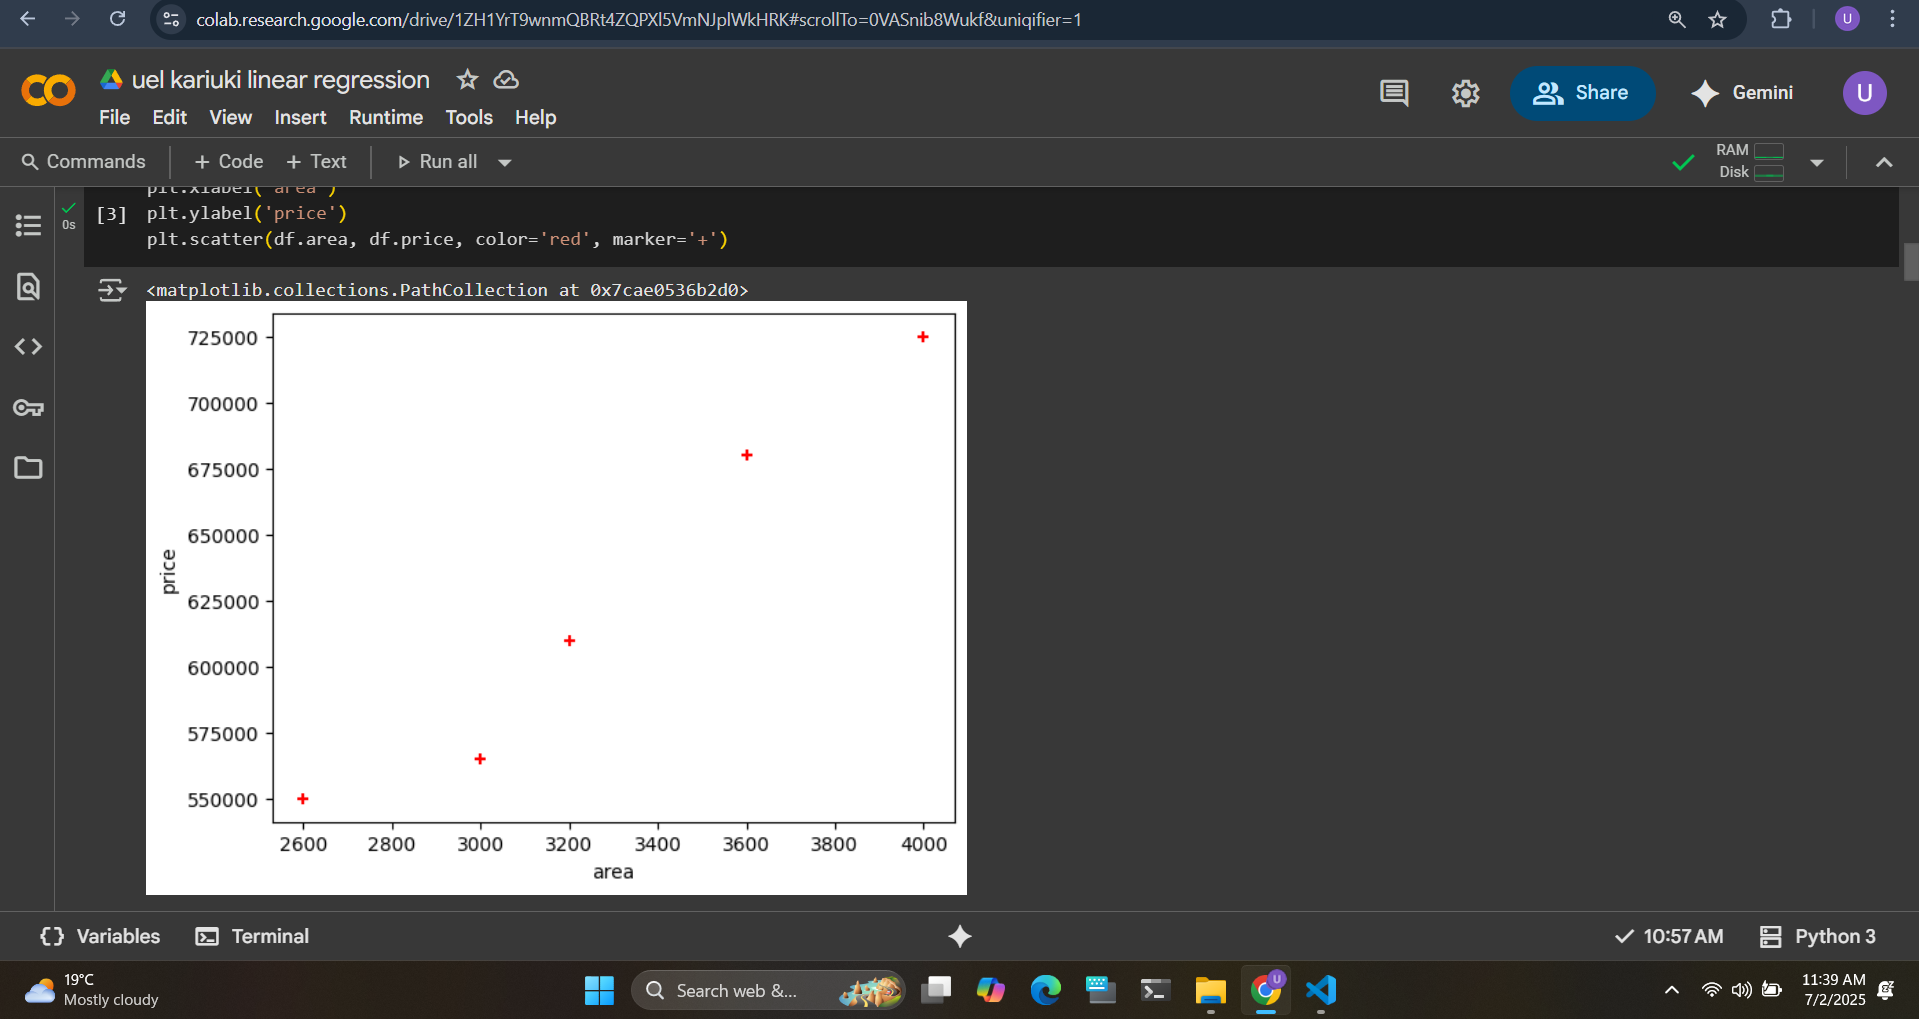 colab.research.google.com/drive/1ZH1YrT9wnmQBRt4ZQPXl5VmNJplWkHRK#scrollTo=0VASnib8Wukf&uniqifier=1
U
uel kariuki linear regression
File Edit View Insert Runtime Tools Help
Share
Gemini
U
Commands
+ Code + Text
Run all
RAM
Disk
plt.xlabel('area')
[3]
0s
plt.ylabel('price')
plt.scatter(df.area, df.price, color='red', marker='+')
<matplotlib.collections.PathCollection at 0x7cae0536b2d0>
725000
700000
675000
650000
625000
600000
575000
550000
price
2600 2800 3000 3200 3400 3600 3800 4000
area
Variables
Terminal
10:57 AM
Python 3
19°C
Mostly cloudy
Search web &...
U
11:39 AM
7/2/2025